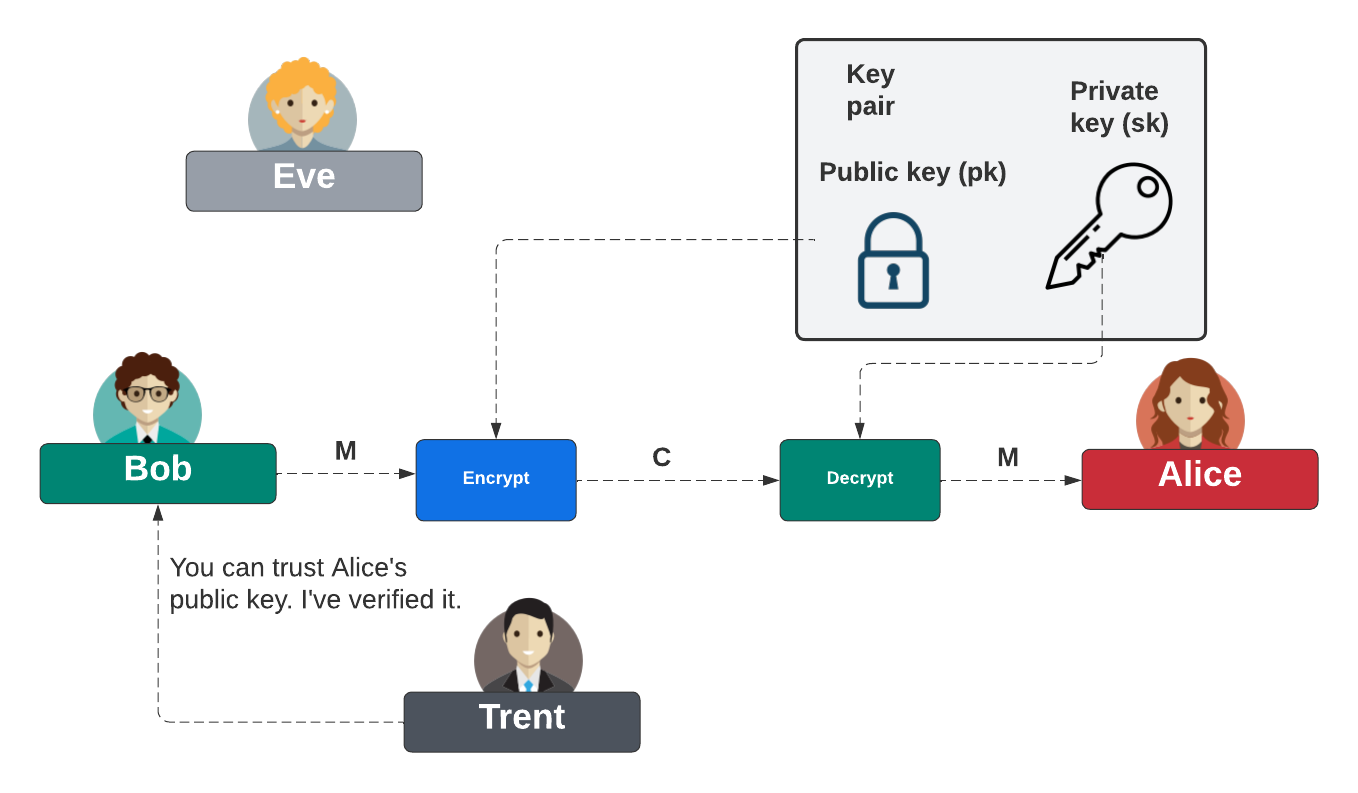 Key
pair
Private
key (sk)
Public key (pk)
Eve
Bob
M
Encrypt
C
Decrypt
M
Alice
You can trust Alice's
public key. I've verified it.
Trent